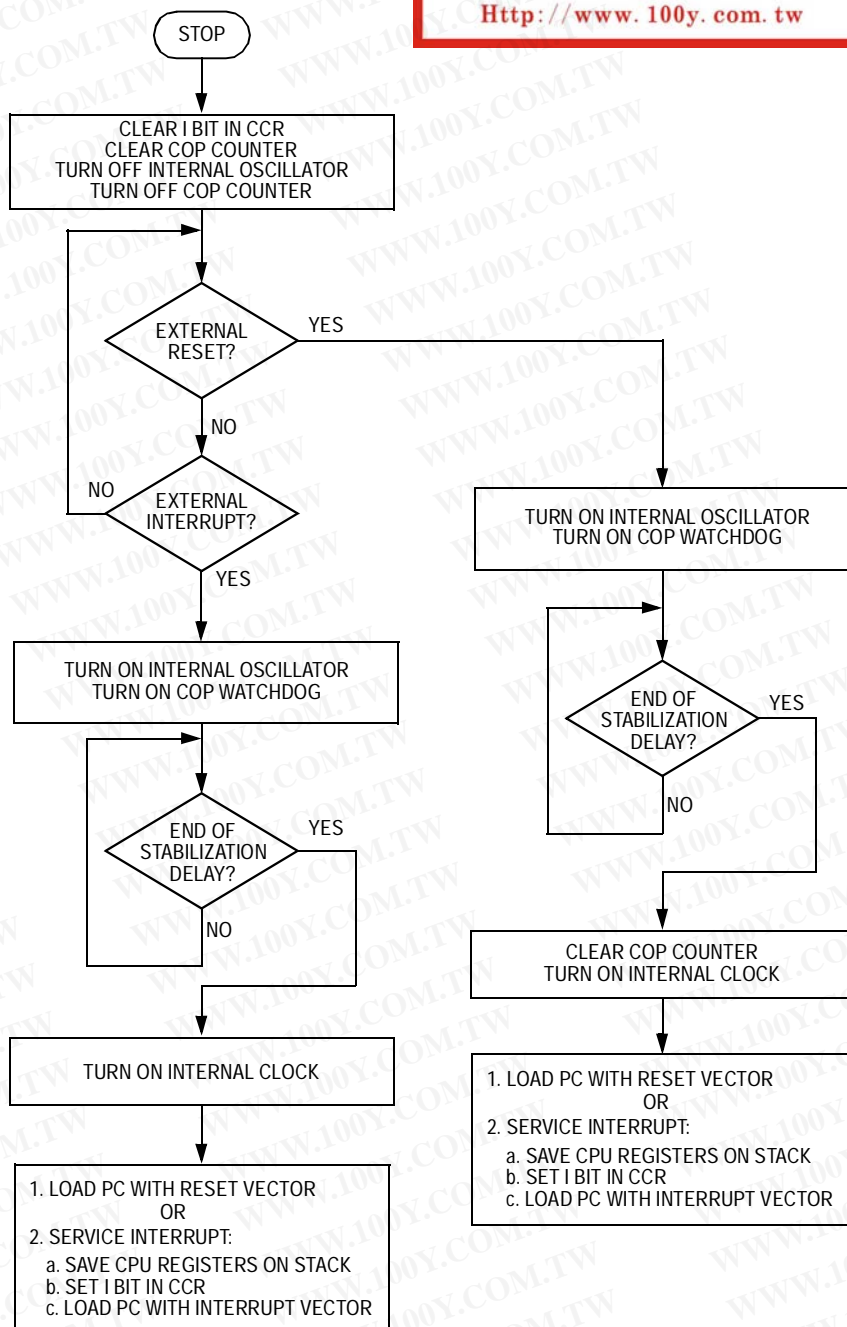 Http://www.100y.com.tw
STOP
CLEAR I BIT IN CCR
CLEAR COP COUNTER
TURN OFF INTERNAL OSCILLATOR
TURN OFF COP COUNTER
EXTERNAL
RESET?
YES
NO
EXTERNAL
INTERRUPT?
NO
YES
TURN ON INTERNAL OSCILLATOR
TURN ON COP WATCHDOG
END OF
STABILIZATION
DELAY?
YES
NO
TURN ON INTERNAL CLOCK
1. LOAD PC WITH RESET VECTOR
OR
2. SERVICE INTERRUPT:
a. SAVE CPU REGISTERS ON STACK
b. SET I BIT IN CCR
c. LOAD PC WITH INTERRUPT VECTOR
TURN ON INTERNAL OSCILLATOR
TURN ON COP WATCHDOG
END OF
STABILIZATION
DELAY?
YES
NO
CLEAR COP COUNTER
TURN ON INTERNAL CLOCK
1. LOAD PC WITH RESET VECTOR
OR
2. SERVICE INTERRUPT:
a. SAVE CPU REGISTERS ON STACK
b. SET I BIT IN CCR
c. LOAD PC WITH INTERRUPT VECTOR
WWW.100Y.COM.TW